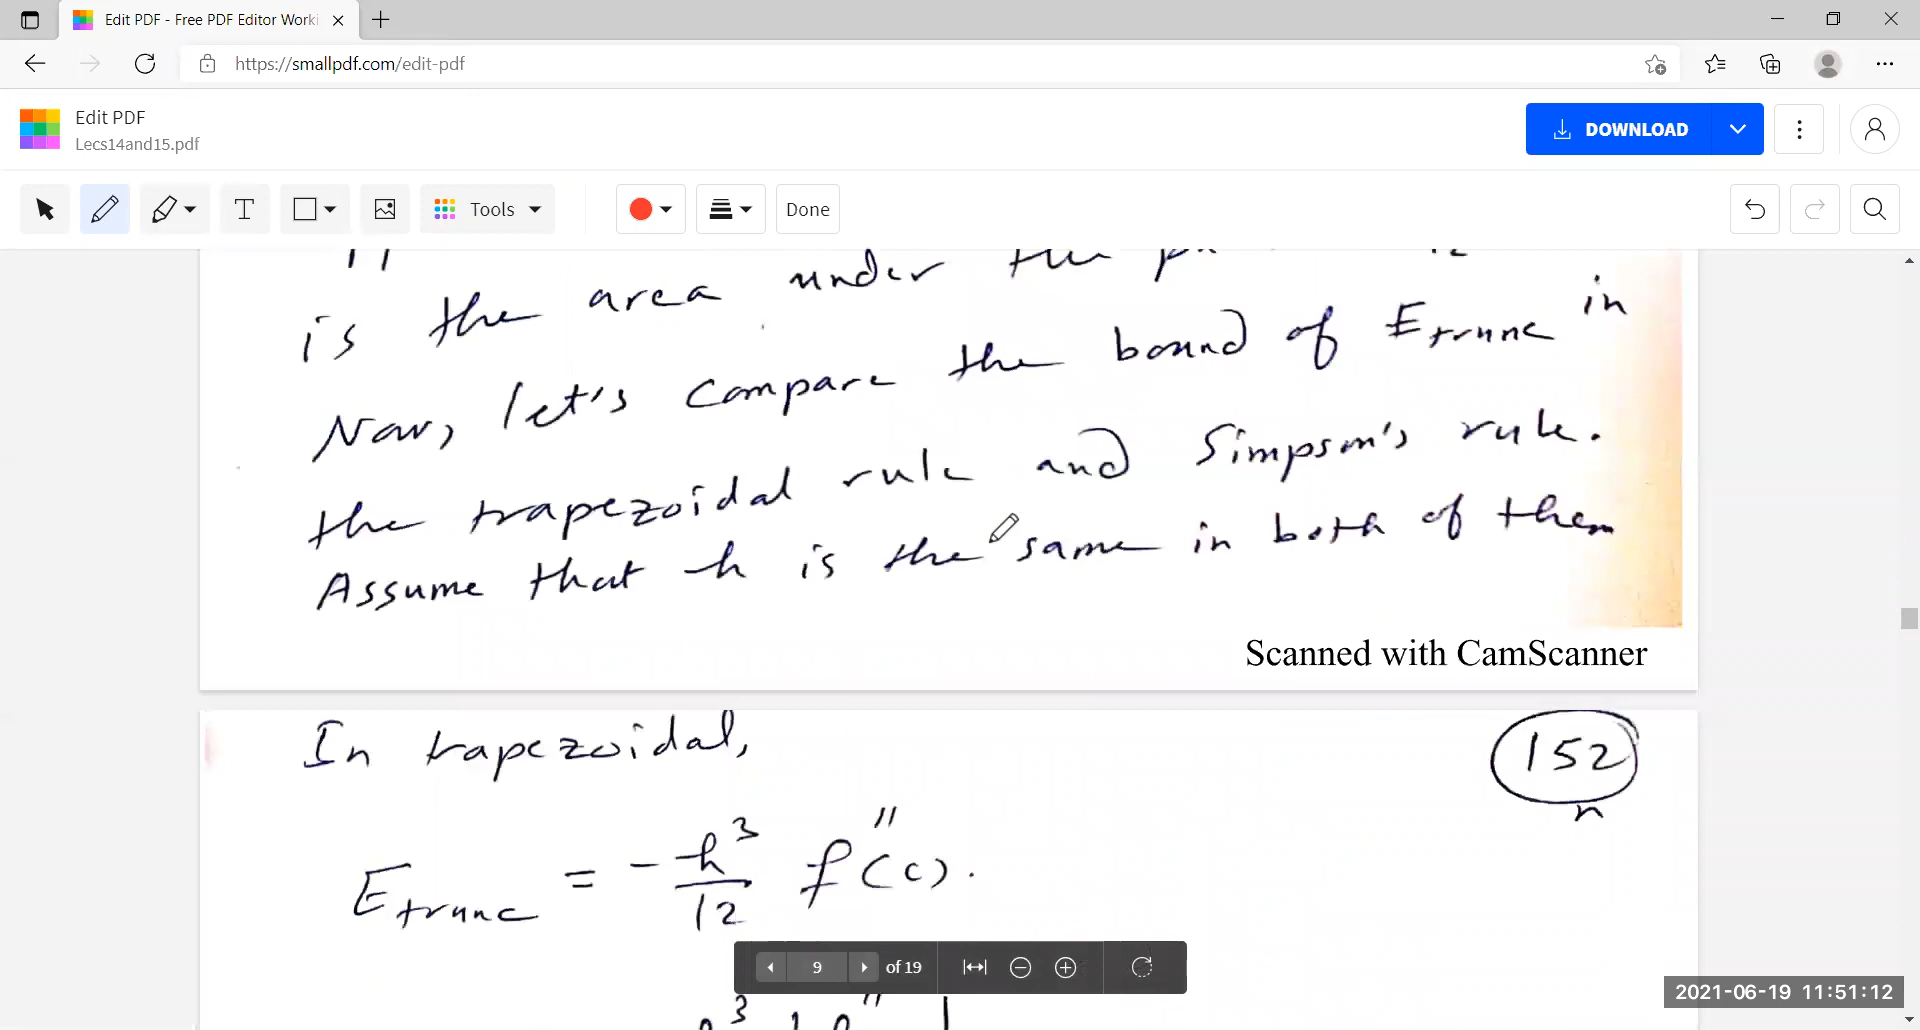 Edit PDF - Free PDF Editor Worki
https://smallpdf.com/edit-pdf
Edit PDF
Lecs14and15.pdf
DOWNLOAD
T
Tools
Done
is the area under the
Now, let's compare the bound of E_trunc in
the trapezoidal rule and Simpson's rule.
Assume that h is the same in both of them
Scanned with CamScanner
In trapezoidal,
152
n
E_trunc = -h³/12 f''(c).
9 of 19
2021-06-19 11:51:12